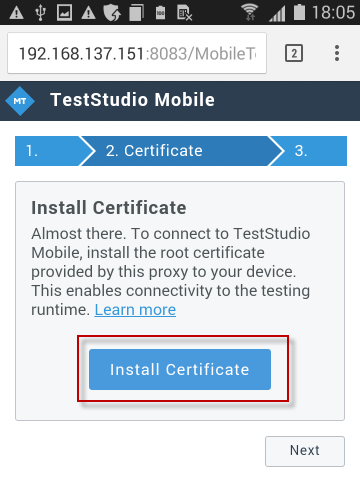 18:05
192.168.137.151:8083/MobileTe
2
MT
TestStudio Mobile
1.
2. Certificate
3.
Install Certificate
Almost there. To connect to TestStudio
Mobile, install the root certificate
provided by this proxy to your device.
This enables connectivity to the testing
runtime. Learn more
Install Certificate
Next